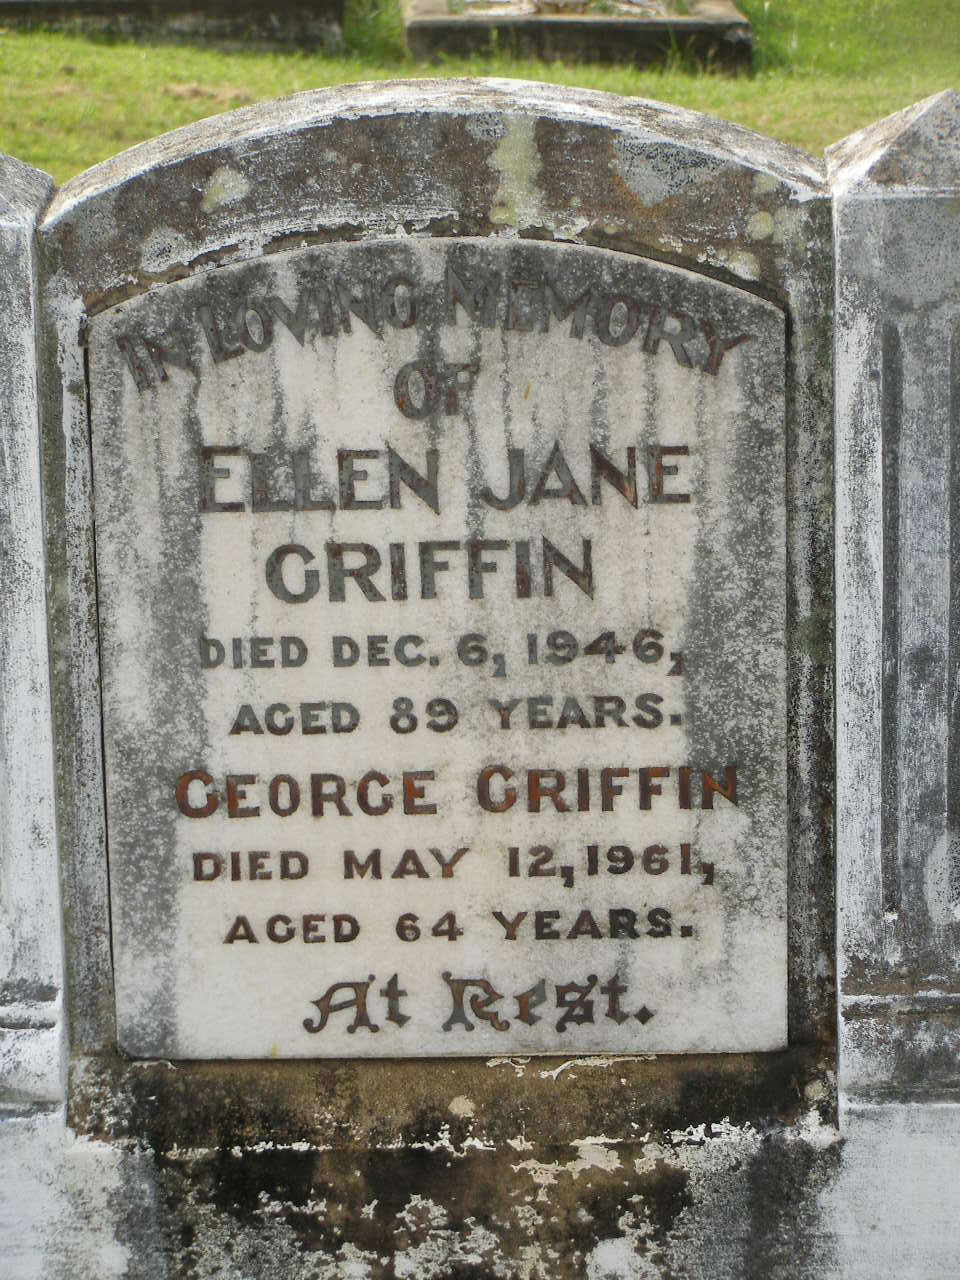 IN LOVING MEMORY
OF
ELLEN JANE
GRIFFIN
DIED DEC. 6, 1946,
AGED 89 YEARS.
GEORGE GRIFFIN
DIED MAY 12, 1961,
AGED 64 YEARS.
At Rest.